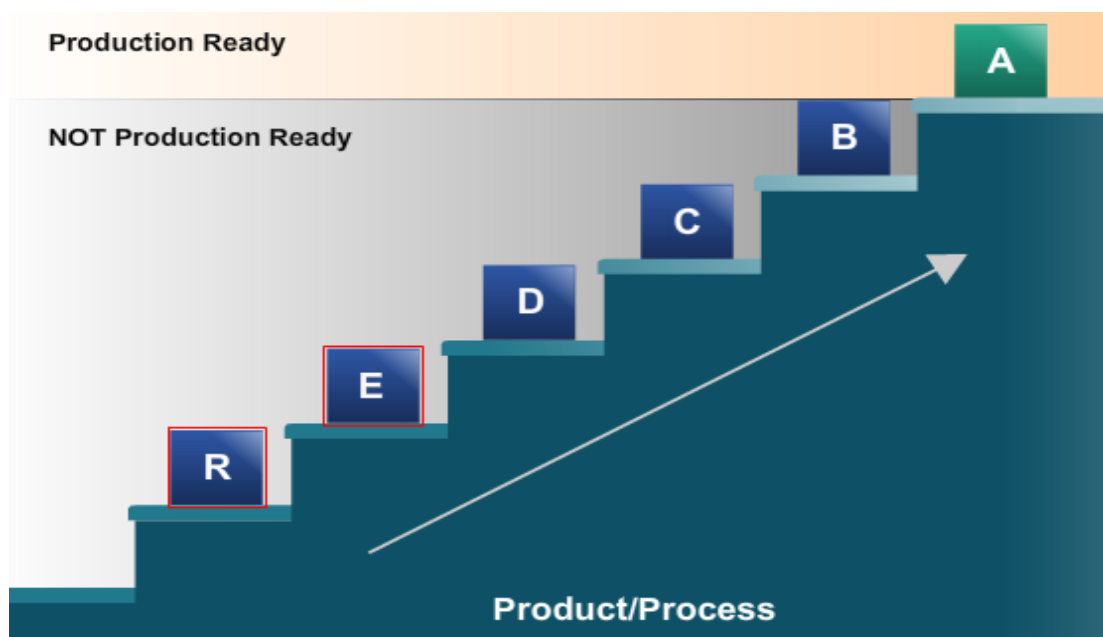 Production Ready
A
NOT Production Ready
B
C
D
E
R
Product/Process